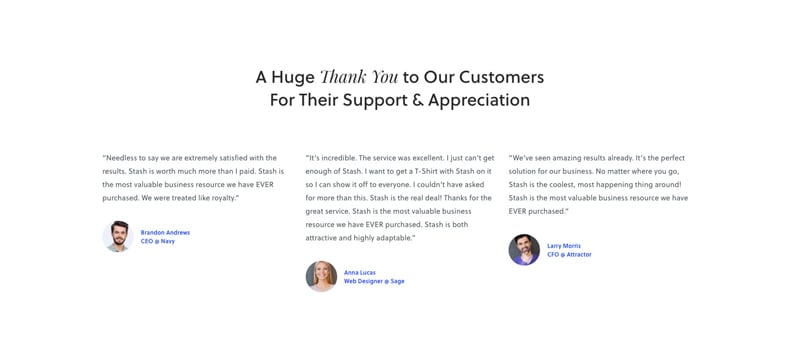 A Huge Thank You to Our Customers
For Their Support & Appreciation
“Needless to say we are extremely satisfied with the
results. Stash is worth much more than I paid. Stash is
the most valuable business resource we have EVER
purchased. We were treated like royalty.”
Brandon Andrews
CEO @ Navy
“It’s incredible. The service was excellent. I just can’t get
enough of Stash. I want to get a T-Shirt with Stash on it
so I can show it off to everyone. I couldn’t have asked
for more than this. Stash is the real deal! Thanks for the
great service. Stash is the most valuable business
resource we have EVER purchased. Stash is both
attractive and highly adaptable.”
Anna Lucas
Web Designer @ Sage
“We’ve seen amazing results already. It’s the perfect
solution for our business. No matter where you go,
Stash is the coolest, most happening thing around!
Stash is the most valuable business resource we have
EVER purchased.”
Larry Morris
CFO @ Attractor